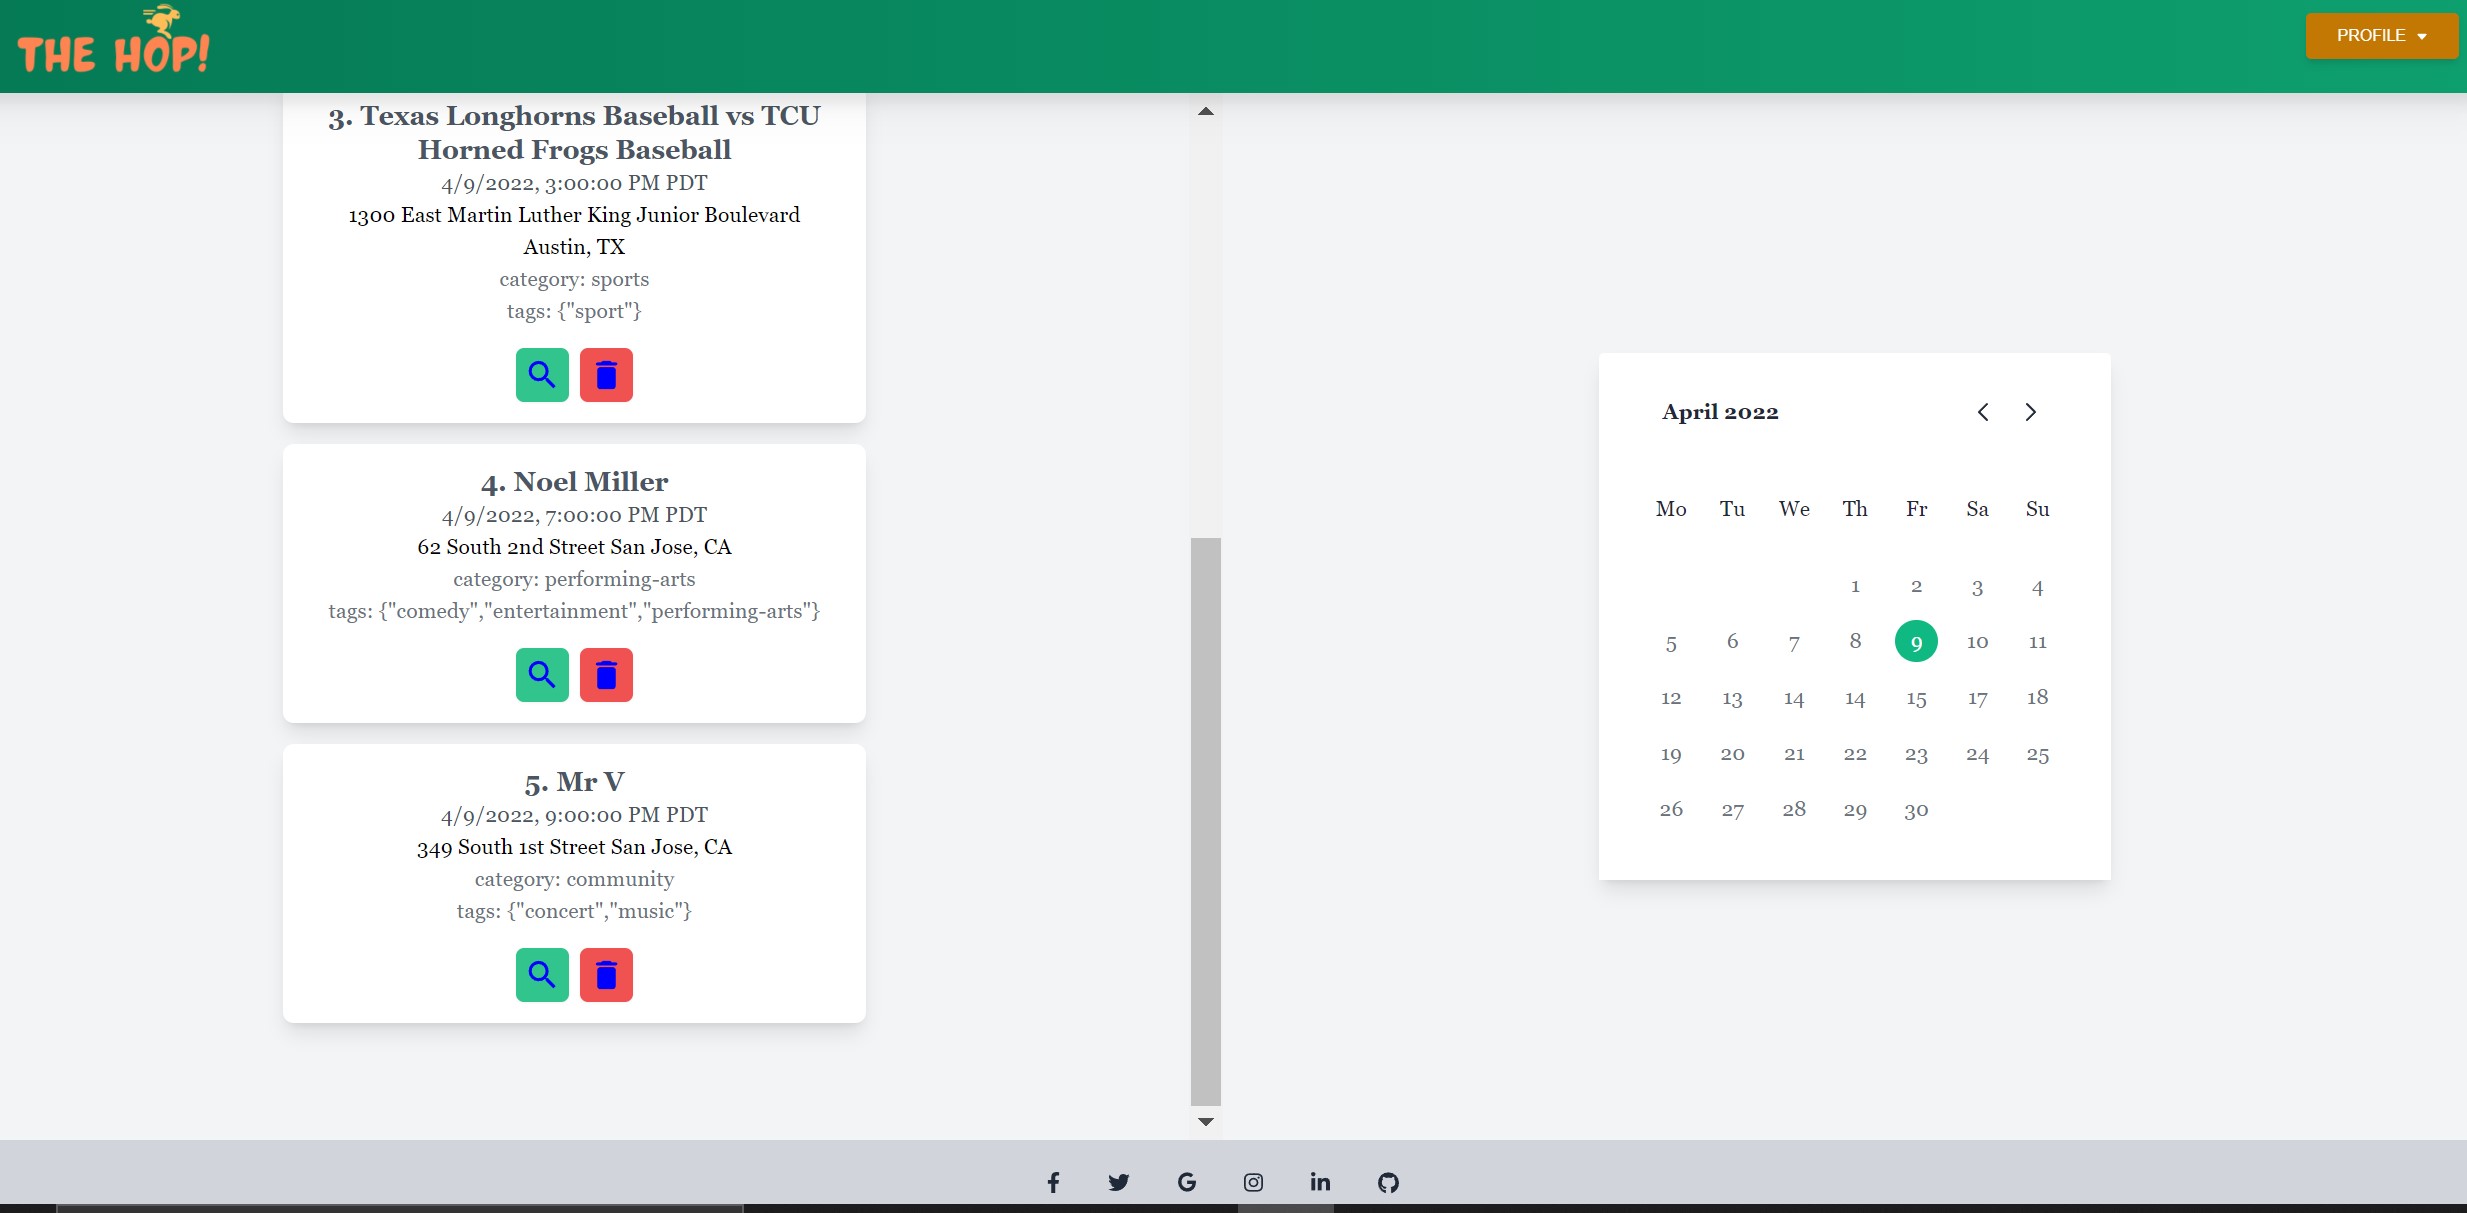 THE HOP!
PROFILE
3. Texas Longhorns Baseball vs TCU
Horned Frogs Baseball
4/9/2022, 3:00:00 PM PDT
1300 East Martin Luther King Junior Boulevard
Austin, TX
category: sports
tags: {"sport"}
4. Noel Miller
4/9/2022, 7:00:00 PM PDT
62 South 2nd Street San Jose, CA
category: performing-arts
tags: {"comedy","entertainment","performing-arts"}
5. Mr V
4/9/2022, 9:00:00 PM PDT
349 South 1st Street San Jose, CA
category: community
tags: {"concert","music"}
April 2022
Mo Tu We Th Fr Sa Su
1 2 3 4
5 6 7 8 9 10 11
12 13 14 14 15 17 18
19 20 21 22 23 24 25
26 27 28 29 30